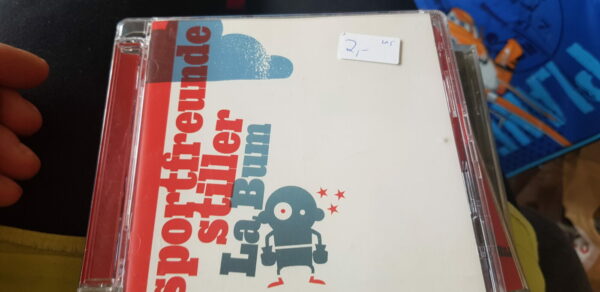 sportfreunde
stiller
La Bum
2,-